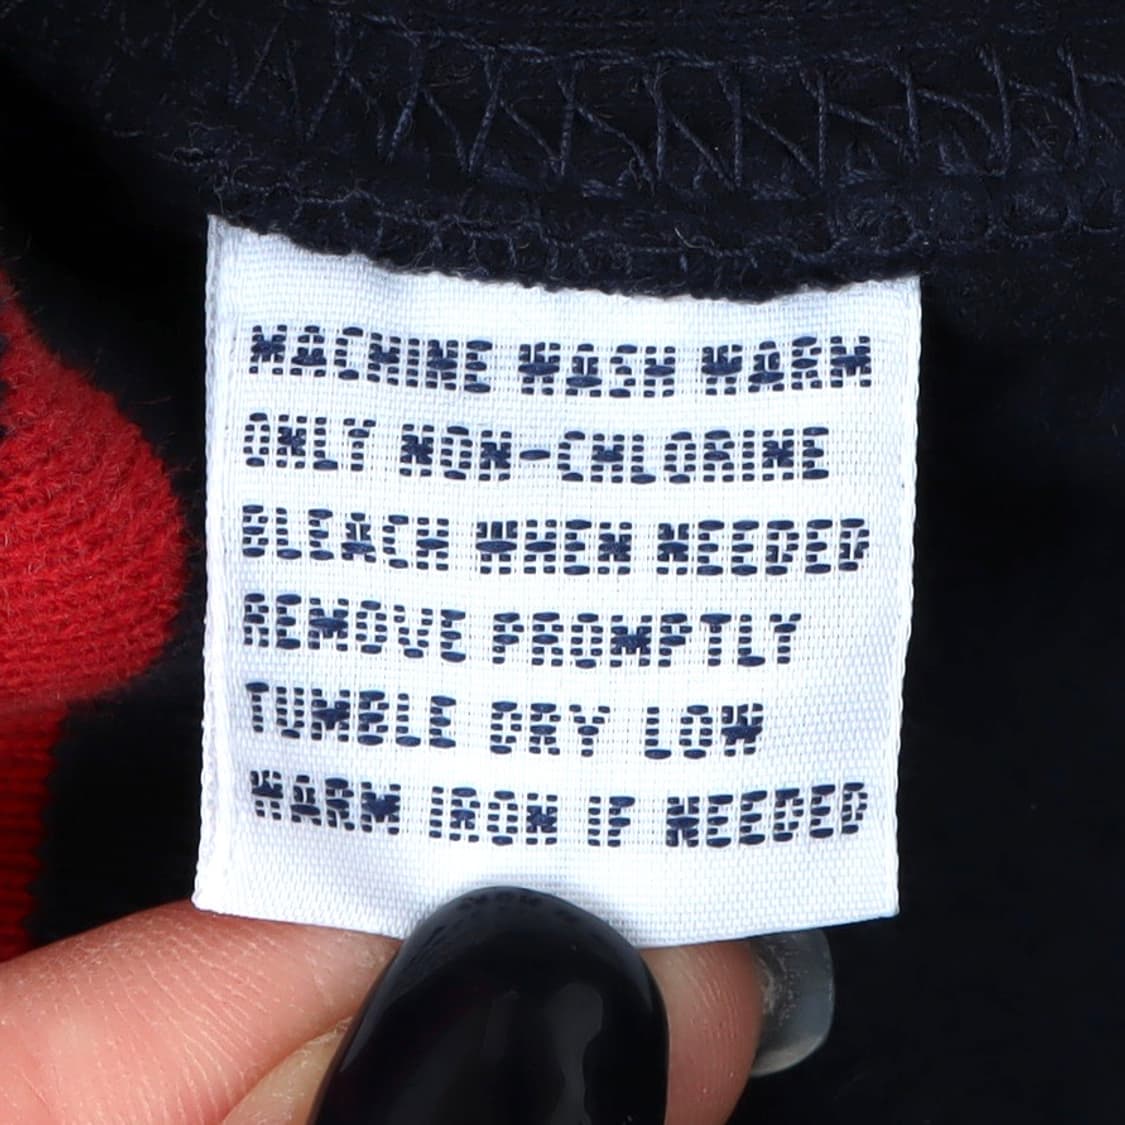 MACHINE WASH WARM
ONLY NON-CHLORINE
BLEACH WHEN NEEDED
REMOVE PROMPTLY
TUMBLE DRY LOW
WARM IRON IF NEEDED